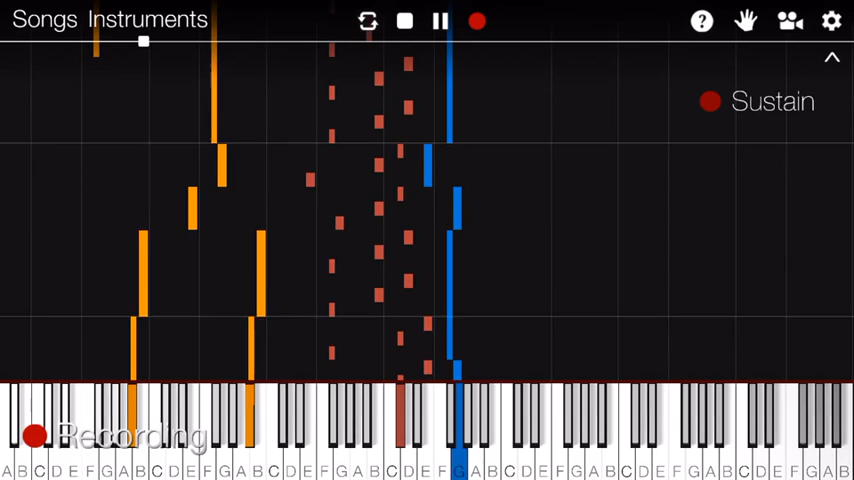 Songs Instruments
?
Sustain
Recording
A B C D E F G A B C D E F G A B C D E F G A B C D E F G A B C D E F G A B C D E F G A B C D E F G A B